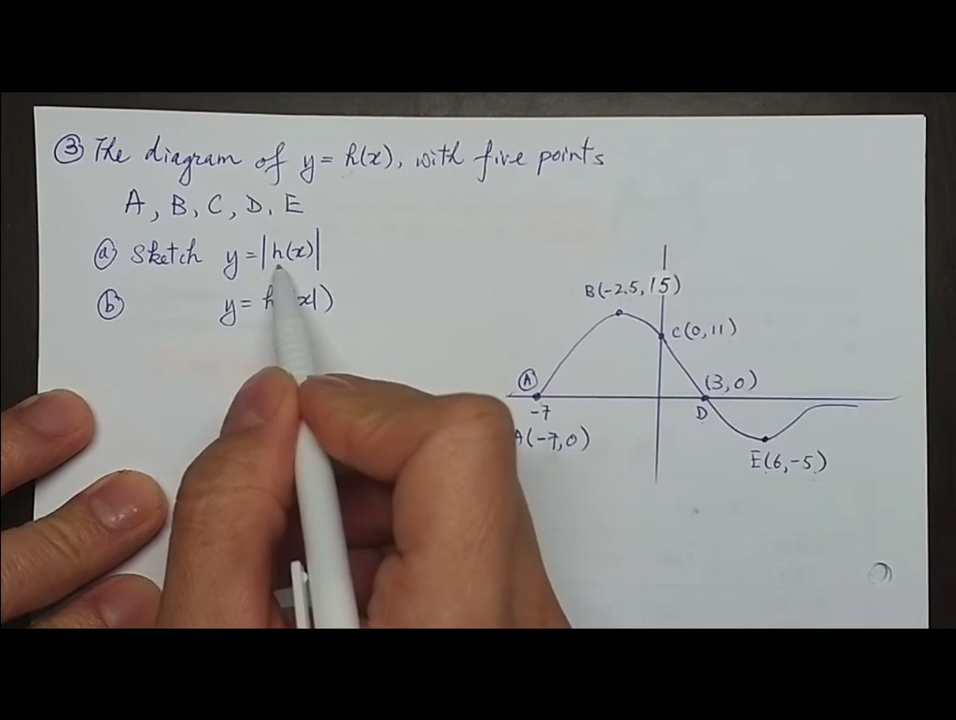 ③ The diagram of y = h(x), with five points
A, B, C, D, E
ⓐ Sketch y = |h(x)|
ⓑ y = h x|)
B(-2.5, 15)
C(0, 11)
Ⓐ
(3, 0)
-7
D
A(-7, 0)
E(6, -5)